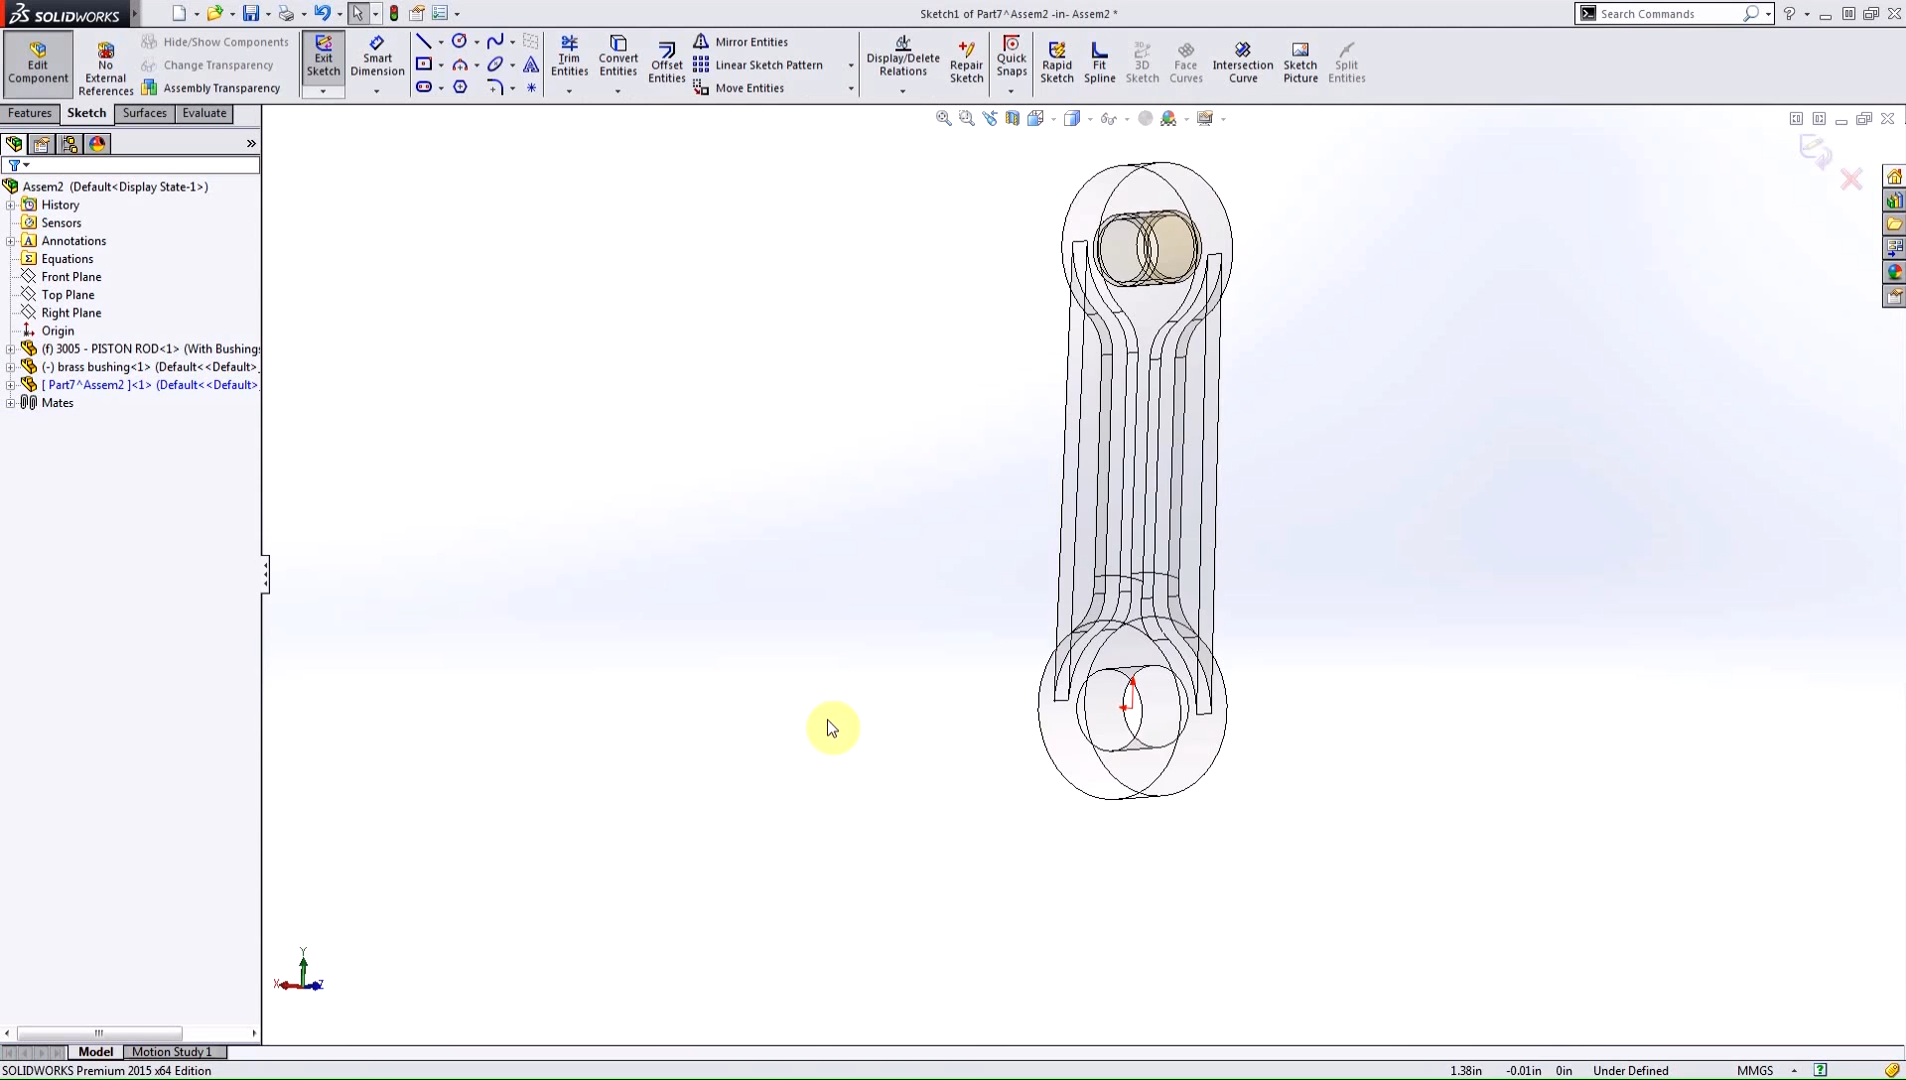 SOLIDWORKS
Sketch1 of Part7^Assem2 -in- Assem2 *
Search Commands
Edit Component
No External References
Hide/Show Components
Change Transparency
Assembly Transparency
Exit Sketch
Smart Dimension
Trim Entities
Convert Entities
Offset Entities
Mirror Entities
Linear Sketch Pattern
Move Entities
Display/Delete Relations
Repair Sketch
Quick Snaps
Rapid Sketch
Fit Spline
3D Sketch
Face Curves
Intersection Curve
Sketch Picture
Split Entities
Features Sketch Surfaces Evaluate
Assem2 (Default<Display State-1>)
History
Sensors
Annotations
Equations
Front Plane
Top Plane
Right Plane
Origin
(f) 3005 - PISTON ROD<1> (With Bushings
(-) brass bushing<1> (Default<<Default>_
[ Part7^Assem2 ]<1> (Default<<Default>_
Mates
Y
X
Z
Model Motion Study 1
SOLIDWORKS Premium 2015 x64 Edition
1.38in -0.01in 0in Under Defined MMGS